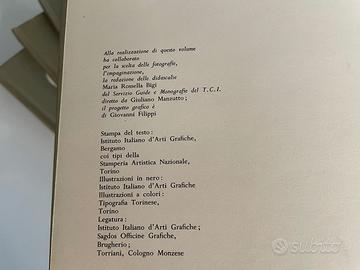 Alla realizzazione di questo volume
ha collaborato
per la scelta delle fotografie,
l'impaginazione,
la redazione delle didascalie
Maria Rossella Bigi
del Servizio Guide e Monografie del T.C.I.
diretto da Giuliano Manzutto;
il progetto grafico è
di Giovanni Filippi
Stampa del testo:
Istituto Italiano d'Arti Grafiche,
Bergamo
coi tipi della
Stamperia Artistica Nazionale,
Torino
Illustrazioni in nero:
Istituto Italiano d'Arti Grafiche
Illustrazioni a colori:
Tipografia Torinese,
Torino
Legatura:
Istituto Italiano d'Arti Grafiche;
Sagdos Officine Grafiche,
Brugherio;
Torriani, Cologno Monzese
subito